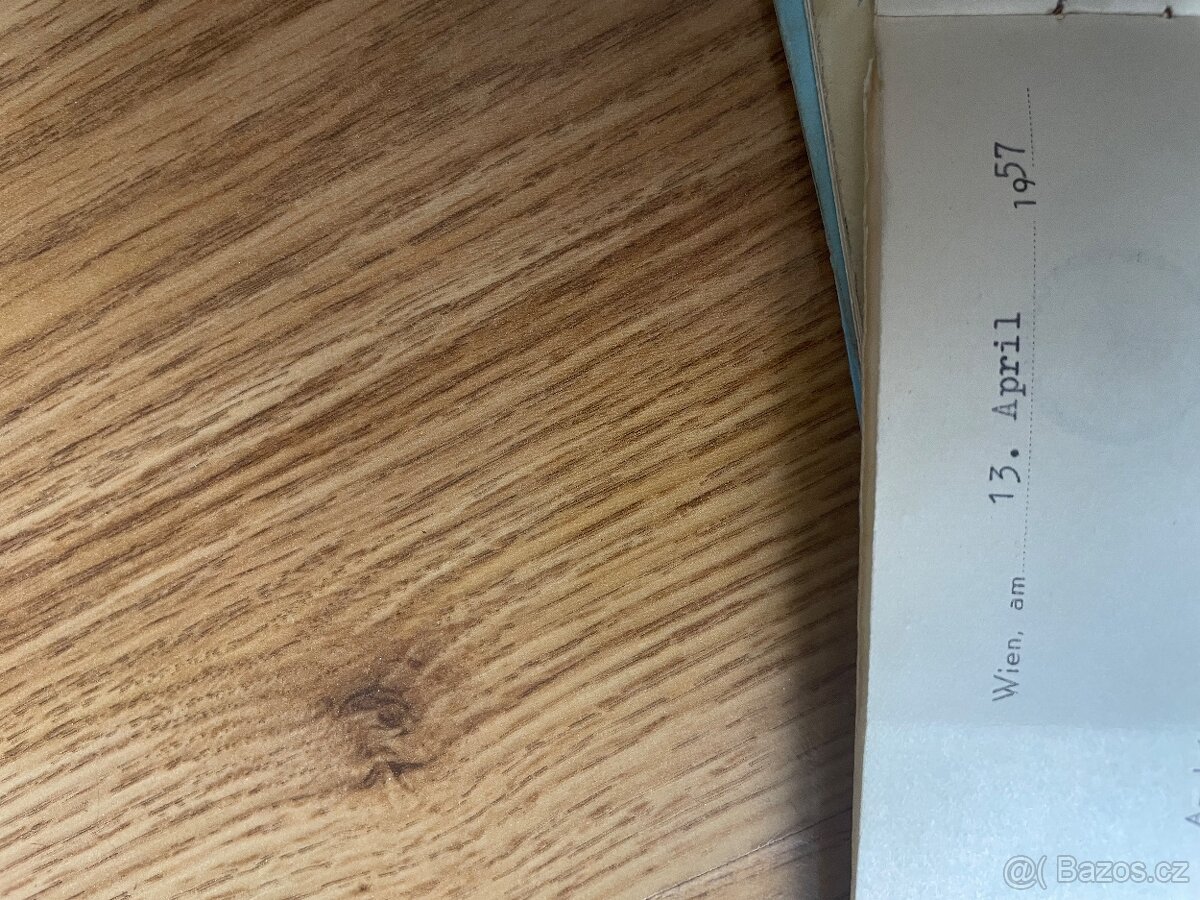 Wien, am 13. April 1957
@( Bazos.cz